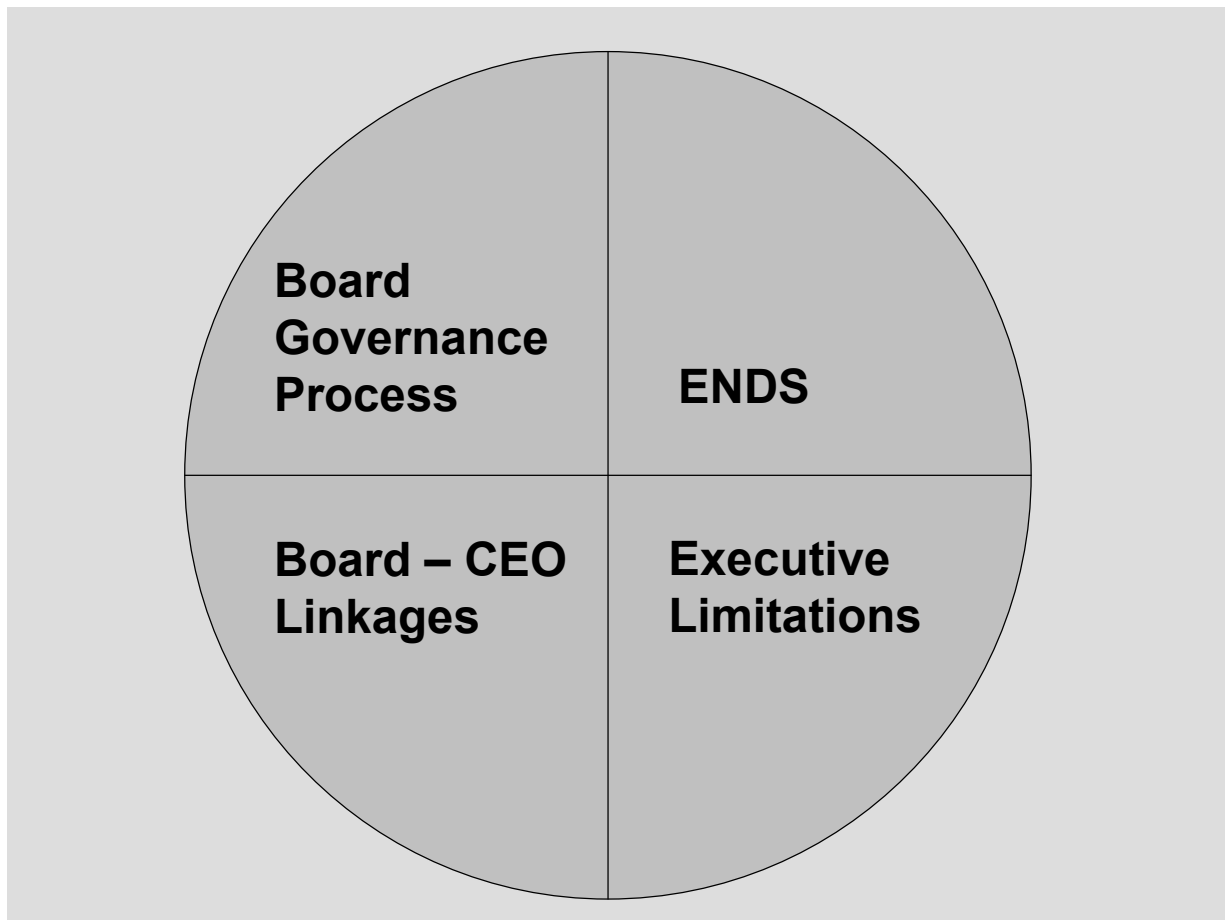 Board
Governance
Process
ENDS
Board – CEO
Linkages
Executive
Limitations